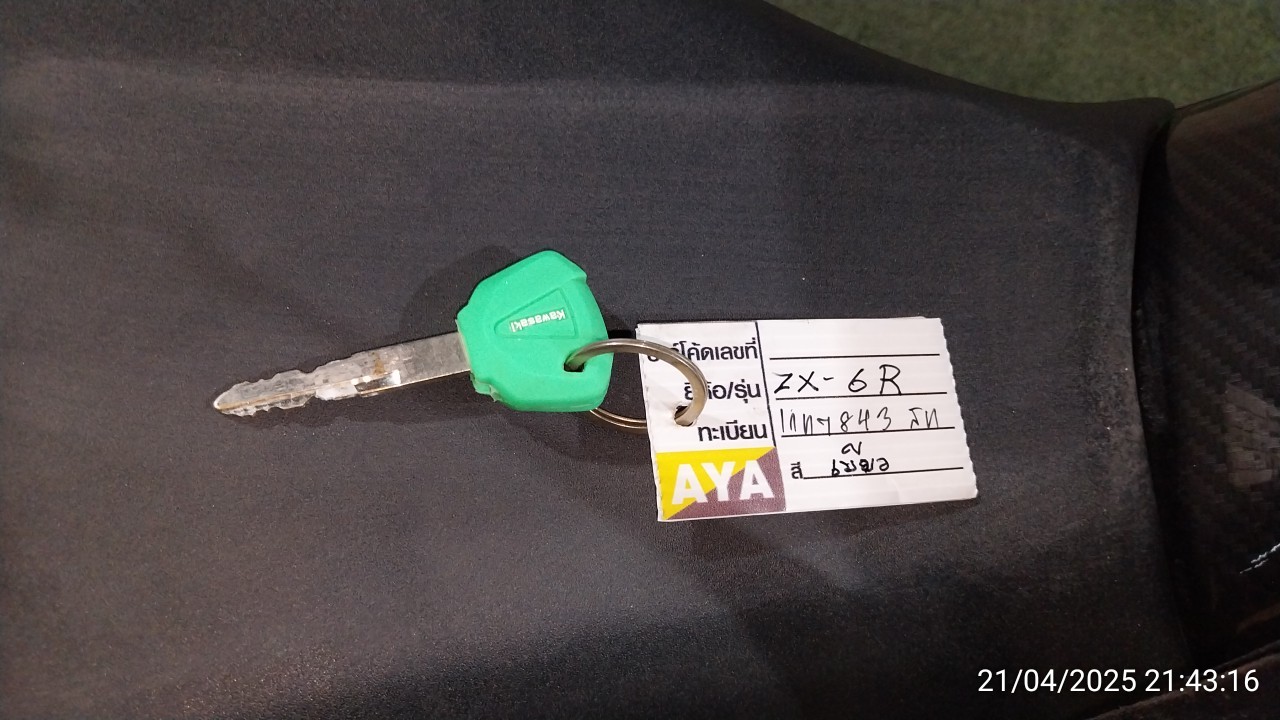 Kawasaki
โค้ดเลขที่
ยี่ห้อ/รุ่น ZX-6R
ทะเบียน 7843
สี เขียว
AYA
21/04/2025 21:43:16